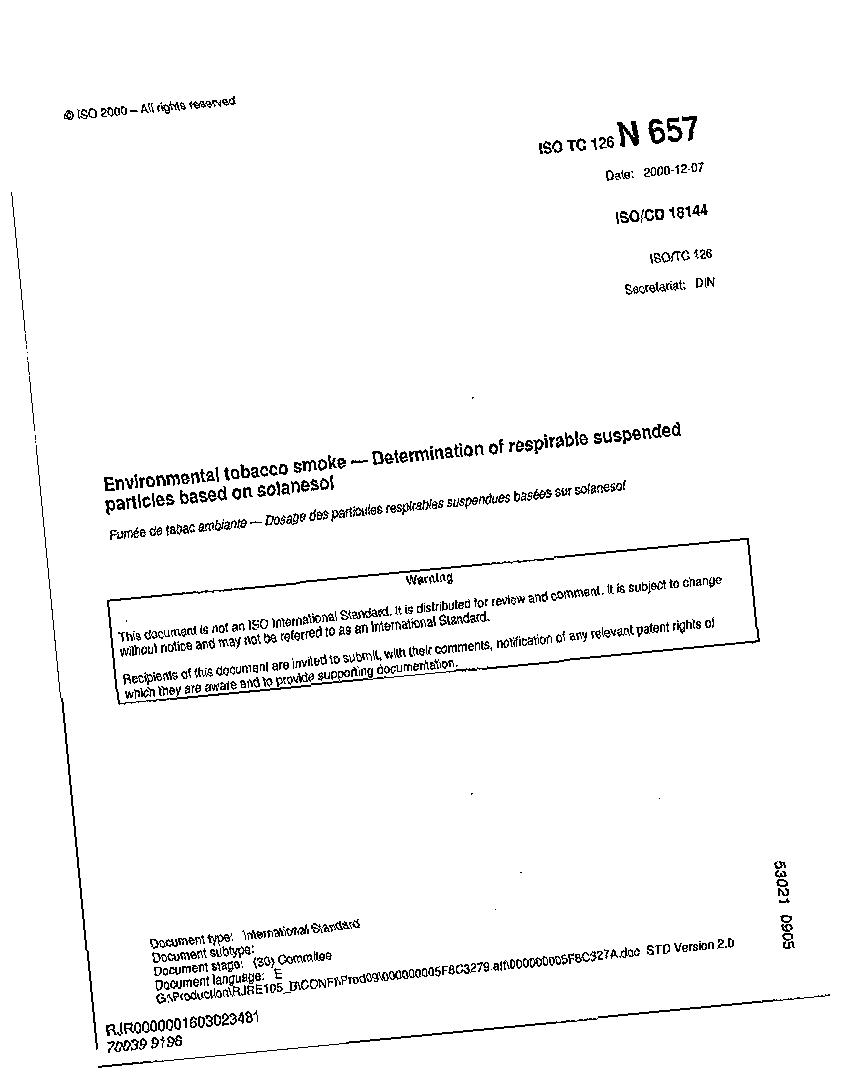 © ISO 2000 – All rights reserved
ISO TC 126 N 657
Date: 2000-12-07
ISO/CD 18144
ISO/TC 126
Secretariat: DIN
Environmental tobacco smoke — Determination of respirable suspended
particles based on solanesol
Fumée de tabac ambiante — Dosage des particules respirables suspendues basées sur solanesol
Warning
This document is not an ISO International Standard. It is distributed for review and comment. It is subject to change
without notice and may not be referred to as an International Standard.
Recipients of this document are invited to submit, with their comments, notification of any relevant patent rights of
which they are aware and to provide supporting documentation.
53021 0905
Document type: International Standard
Document subtype:
Document stage: (30) Commitee
Document language: E
G:\Production\RJRE105_B\CONFI\Prod09\000000005F8C3279.att\000000005F8C327A.doc STD Version 2.0
RJR0000001603023481
70039 9196